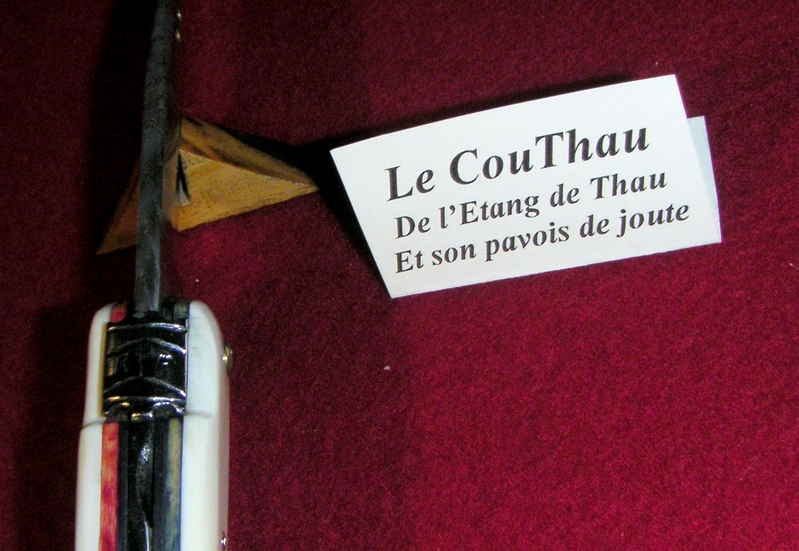 Le CouThau
De l'Etang de Thau
Et son pavois de joute